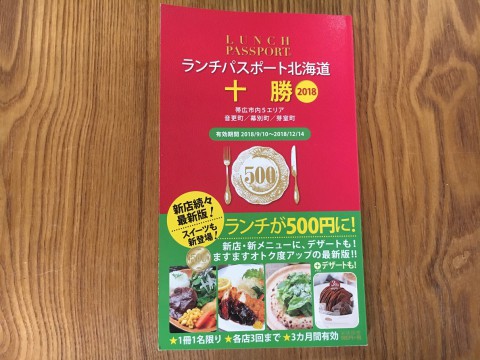 LUNCH
PASSPORT
ランチパスポート北海道
十勝 2018
帯広市内5エリア
音更町／幕別町／芽室町
有効期間 2018/9/10〜2018/12/14
500
新店続々
最新版！
スイーツも
新登場！
ランチが500円に!
新店・新メニューに、デザートも！
ますますオトク度アップの最新版!!
+デザートも！
★1冊1名限り ★各店3回まで ★3カ月間有効